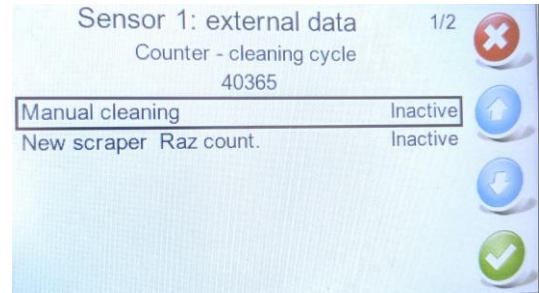 Sensor 1: external data 1/2
Counter - cleaning cycle
40365
Manual cleaning Inactive
New scraper Raz count. Inactive